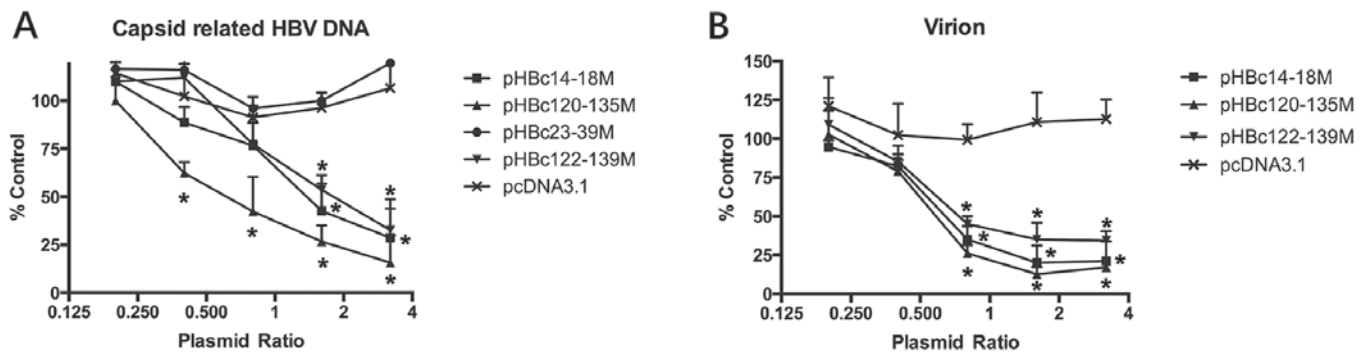 A
Capsid related HBV DNA
% Control
100
75
50
25
0
0.125
0.250
0.500
1
2
4
Plasmid Ratio
*
*
*
*
*
*
*
*
pHBc14-18M
pHBc120-135M
pHBc23-39M
pHBc122-139M
pcDNA3.1
B
Virion
% Control
150
125
100
75
50
25
0
0.125
0.250
0.500
1
2
4
Plasmid Ratio
*
*
*
*
*
*
*
*
*
pHBc14-18M
pHBc120-135M
pHBc122-139M
pcDNA3.1